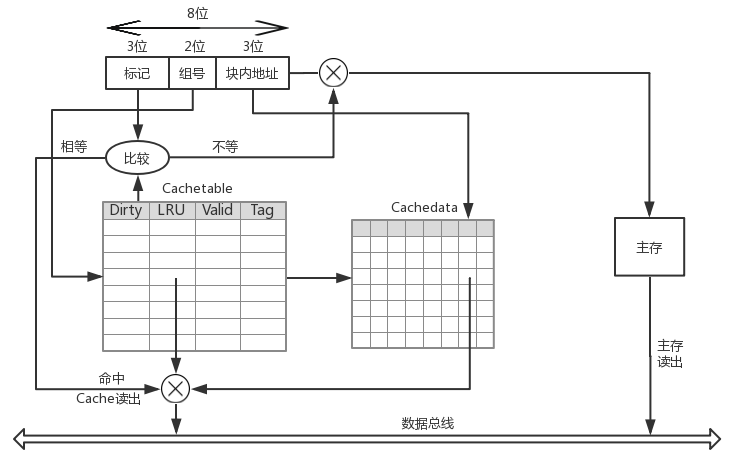 8位
3位 2位 3位
标记 组号 块内地址
相等 比较 不等
Cachetable
Dirty LRU Valid Tag
Cachedata
主存
主存
读出
命中
Cache读出
数据总线